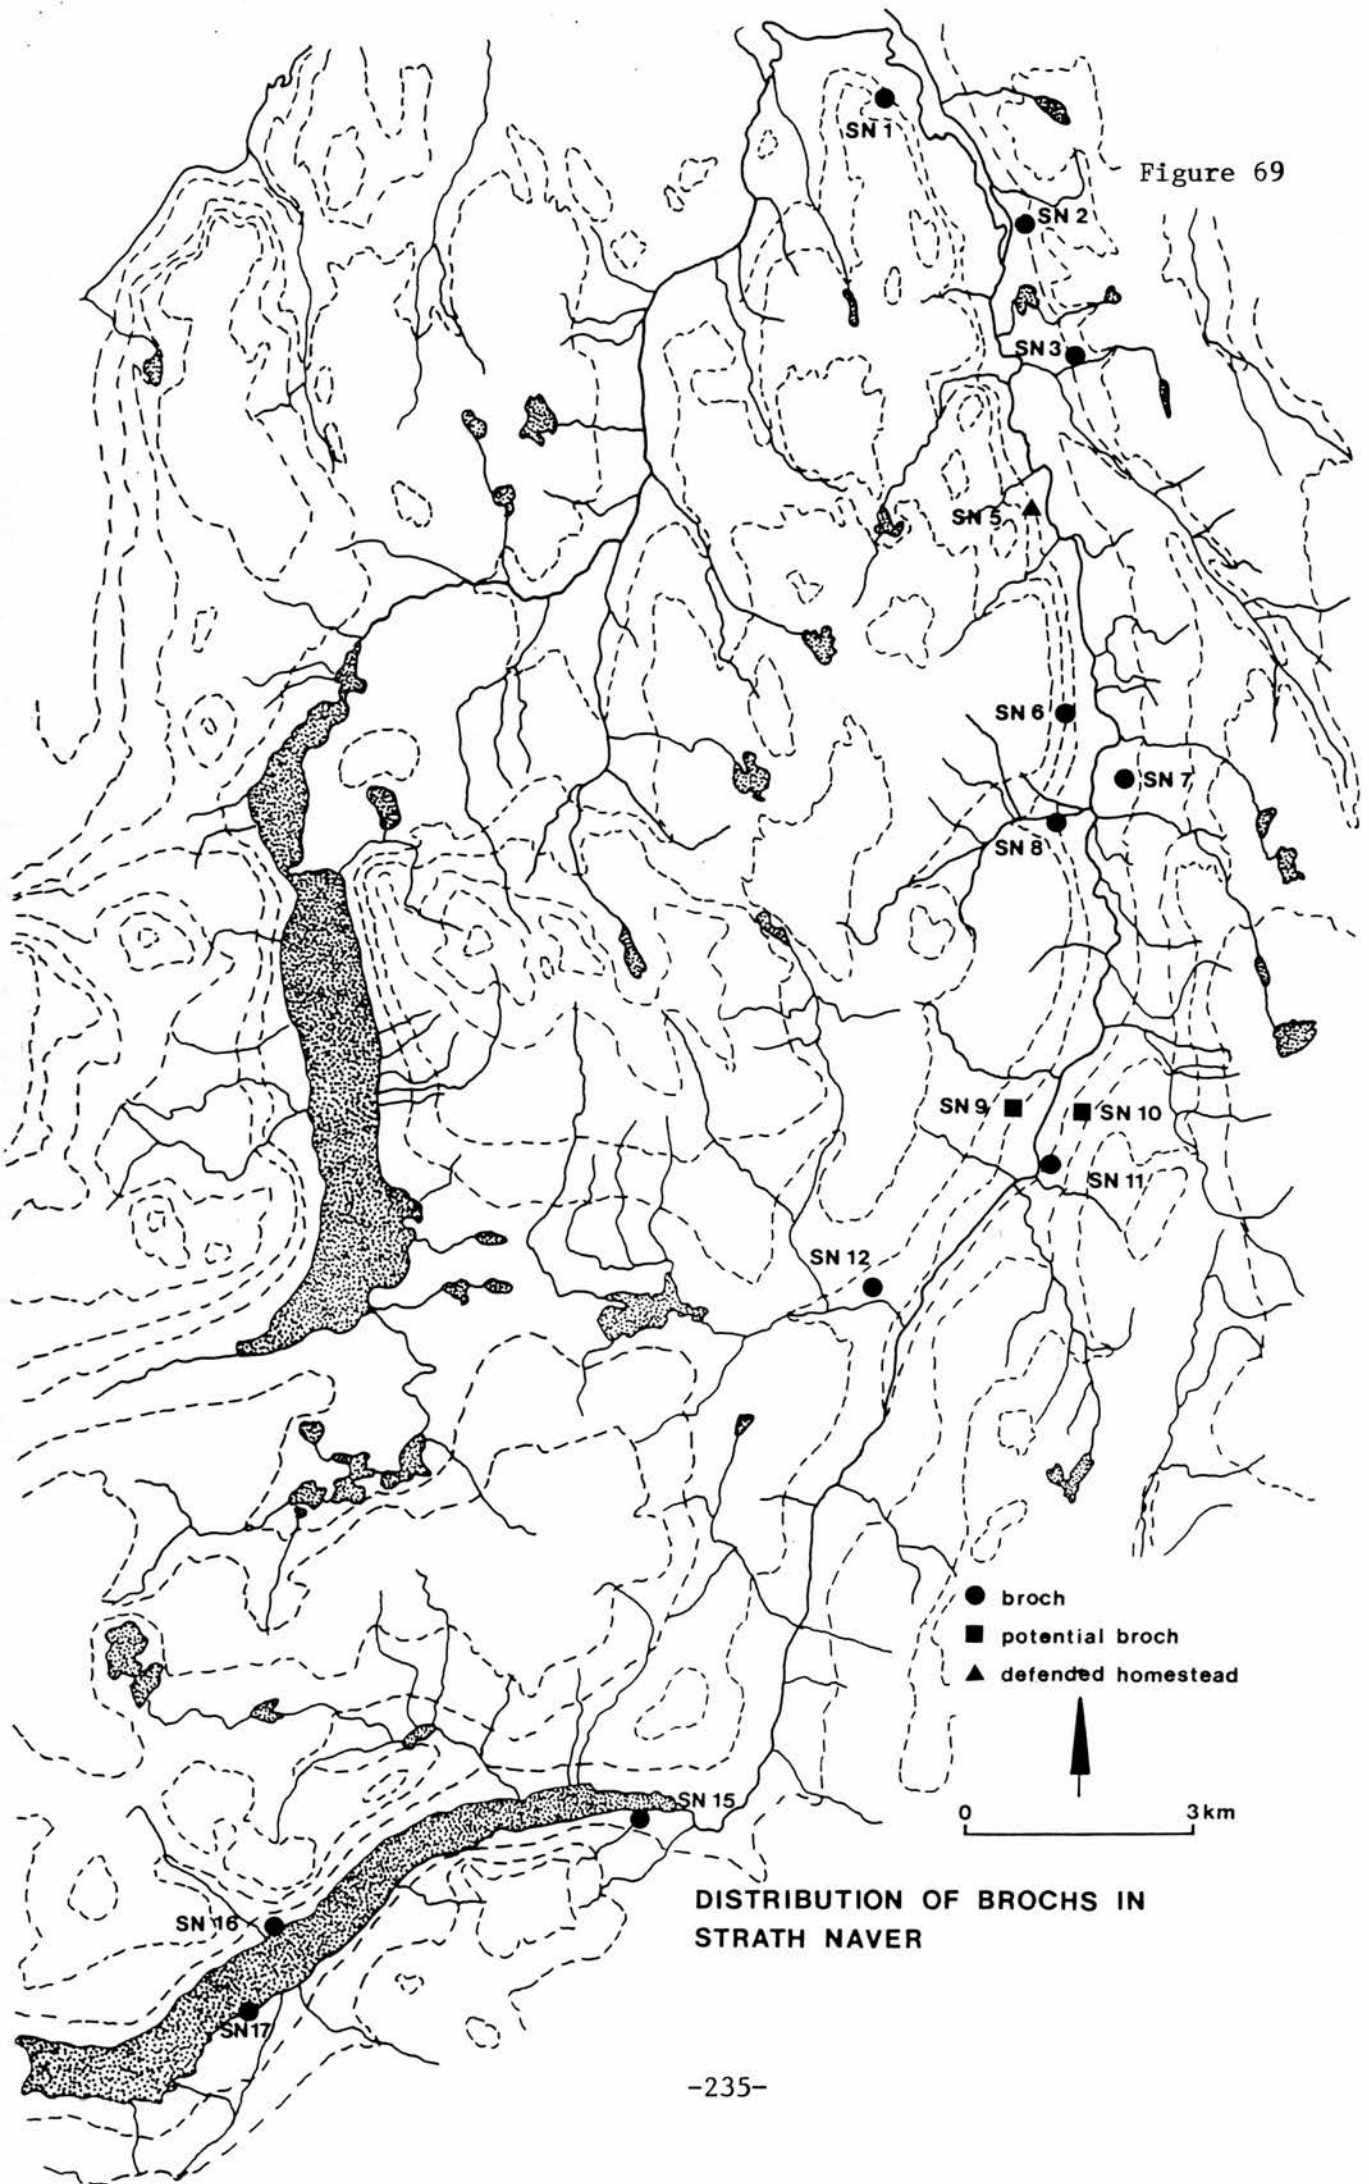 SN 1
Figure 69
SN 2
SN 3
SN 5
SN 6
SN 7
SN 8
SN 9
SN 10
SN 11
SN 12
broch
potential broch
defended homestead
0 3km
SN 15
DISTRIBUTION OF BROCHS IN
STRATH NAVER
SN 16
SN 17
-235-